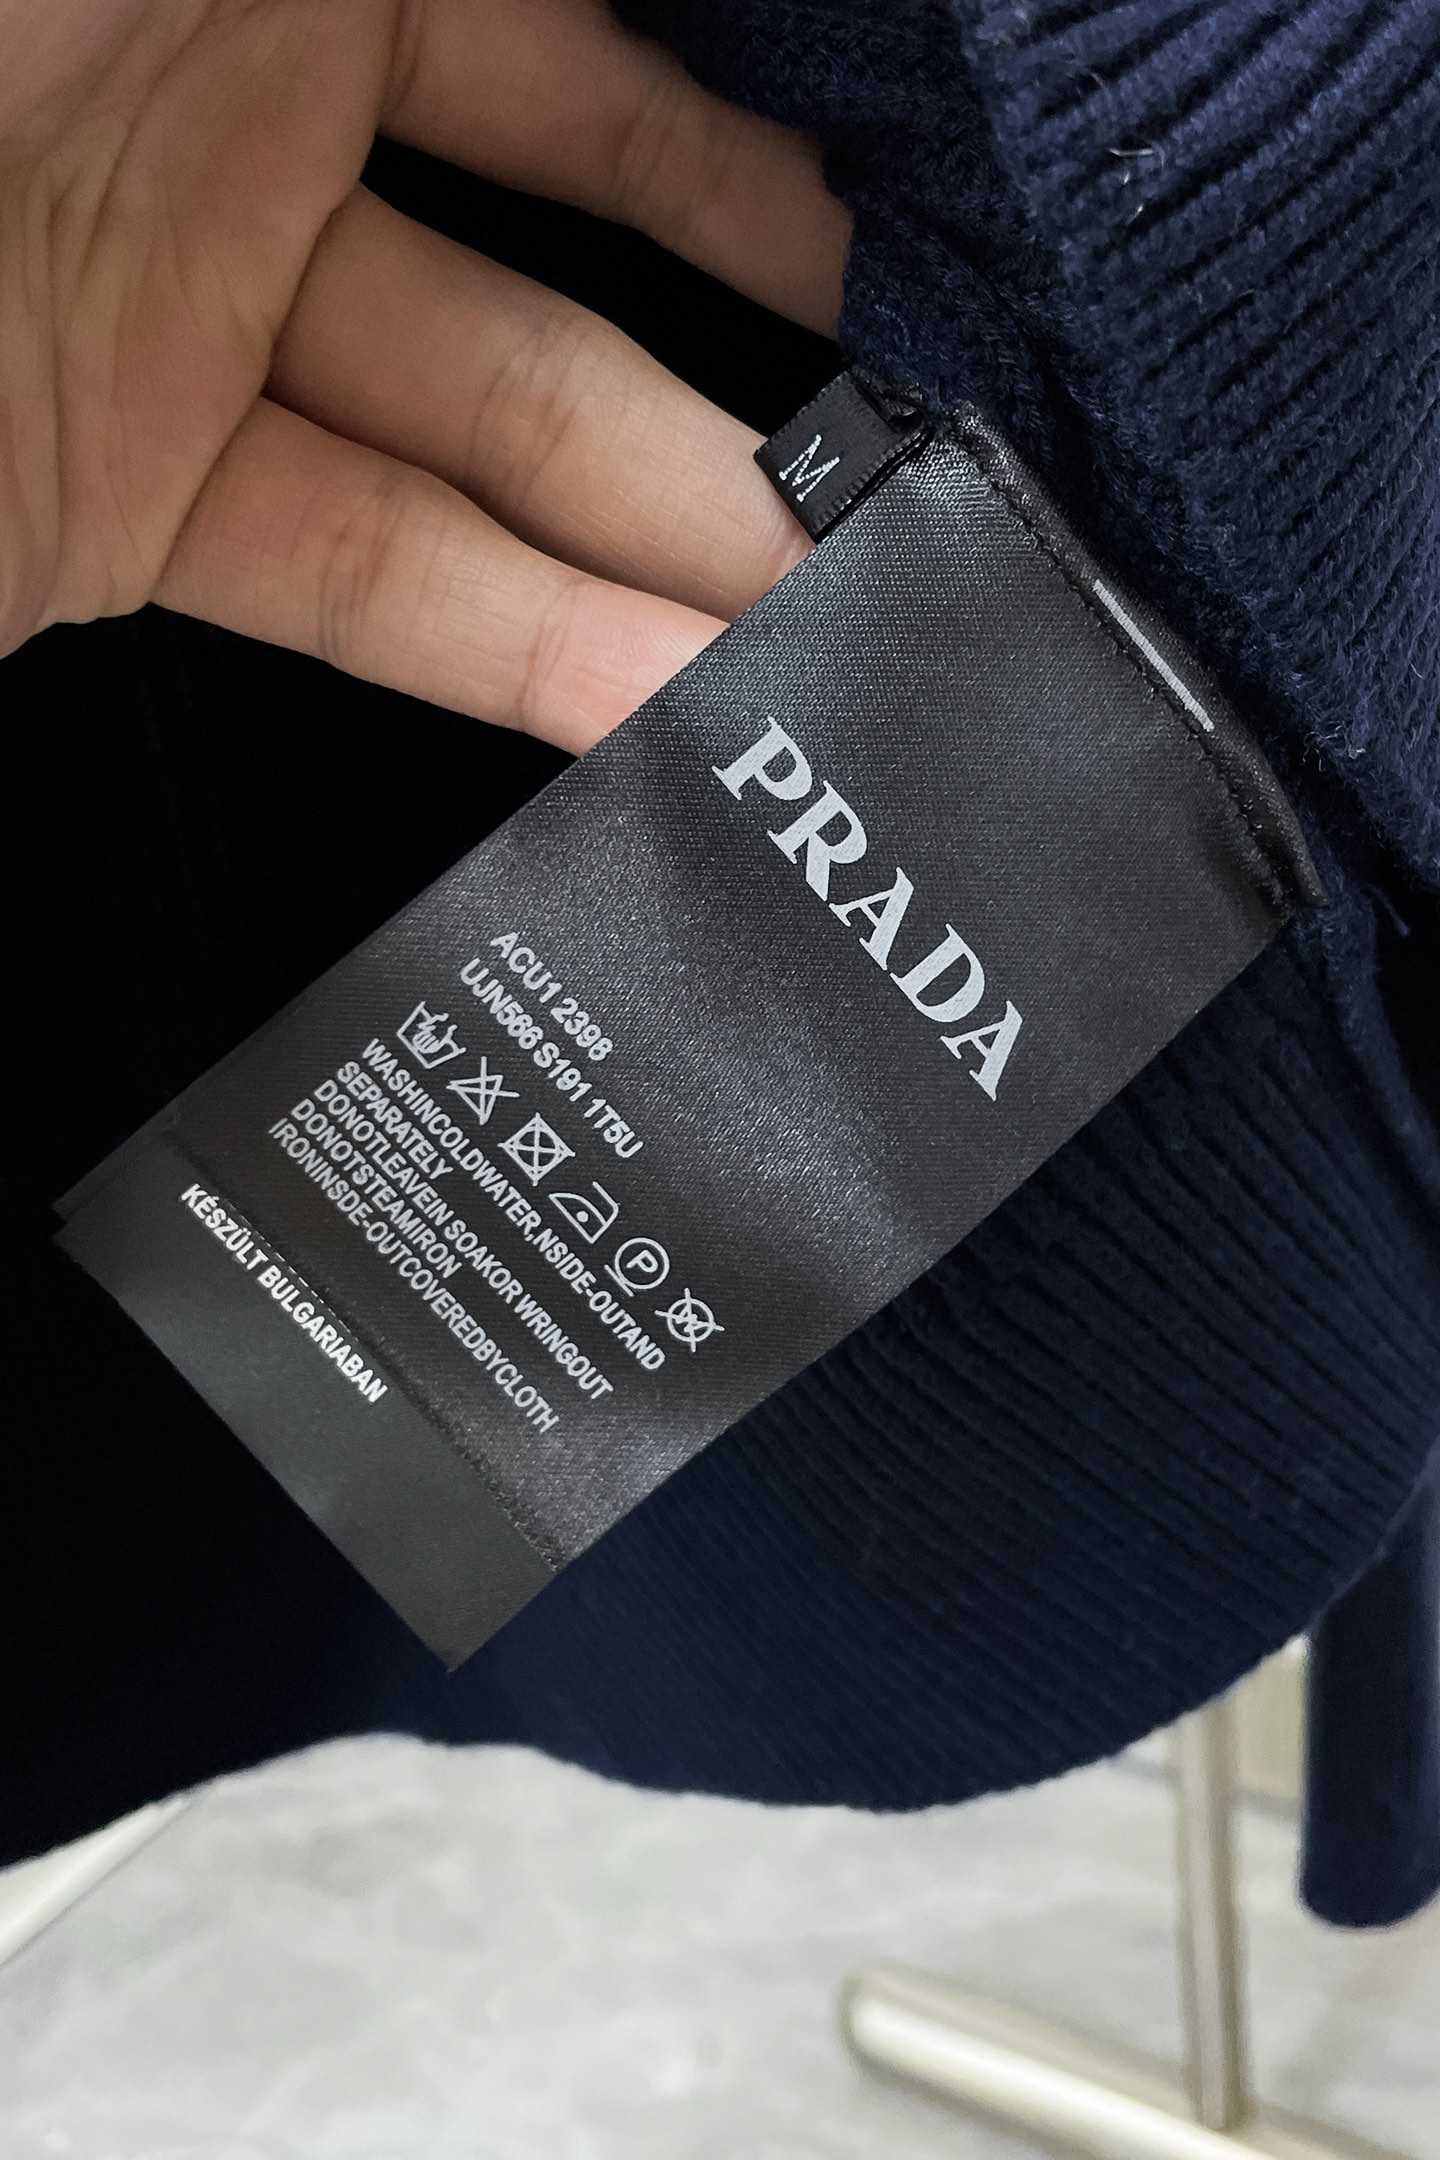 M
PRADA
ACU1 2398
UJN566 S191 1T5U
P
WASHINCOLDWATER,NSIDE-OUTAND
SEPARATELY
DONOTLEAVEIN SOAKOR WRINGOUT
DONOTSTEAMIRON
IRONINSDE-OUTCOVEREDBYCLOTH
KÉSZÜLT BULGARIABAN